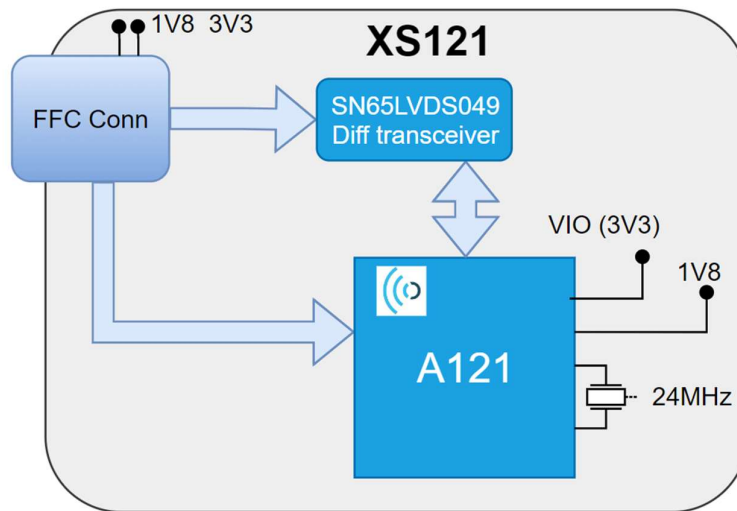 1V8 3V3
XS121
FFC Conn
SN65LVDS049
Diff transceiver
VIO (3V3)
1V8
A121
24MHz